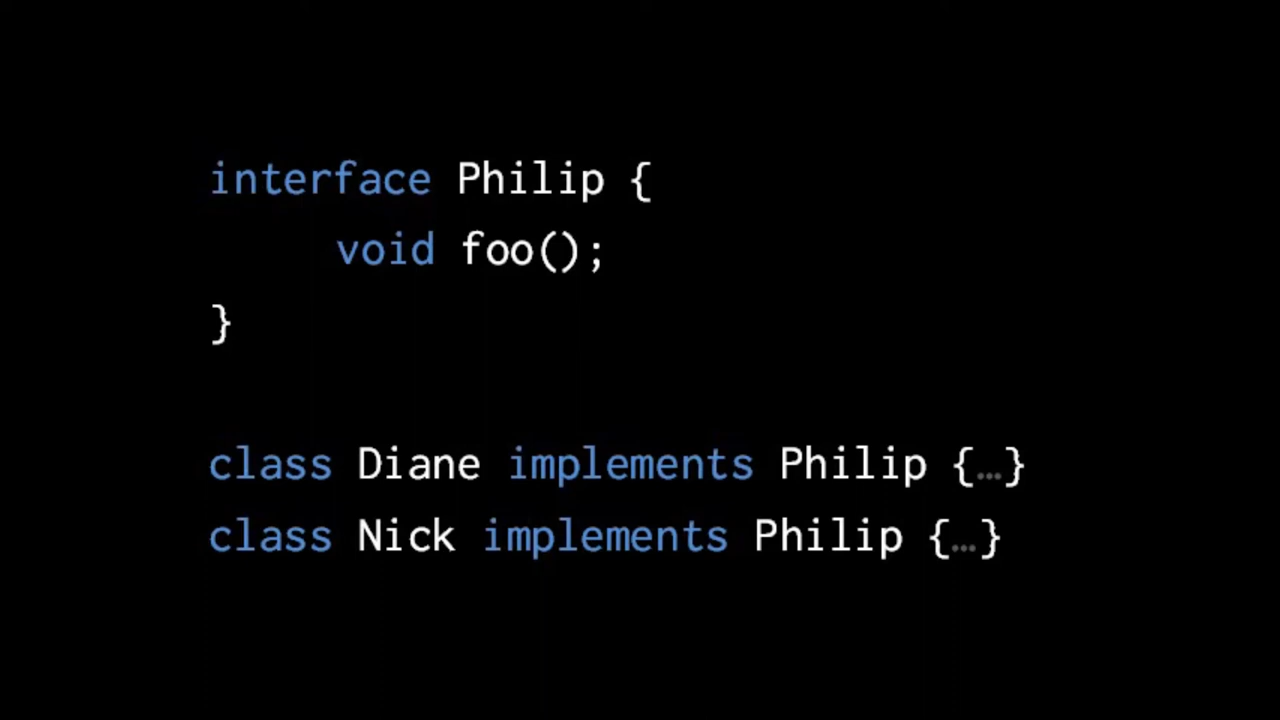 interface Philip {
void foo();
}
class Diane implements Philip {…}
class Nick implements Philip {…}